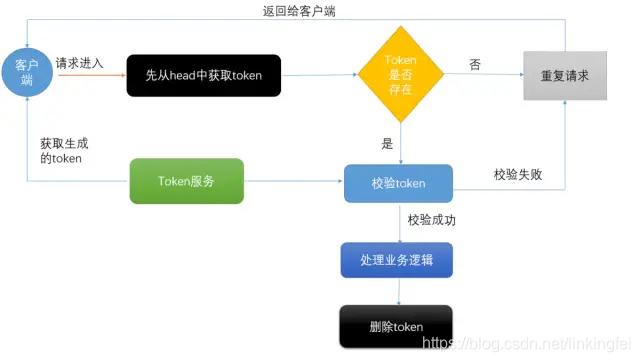 返回给客户端
客户
端
请求进入
先从head中获取token
Token
是否
存在
否
重复请求
获取生成
的token
是
Token服务
校验token
校验失败
校验成功
处理业务逻辑
删除token
https://blog.csdn.net/linkingfei